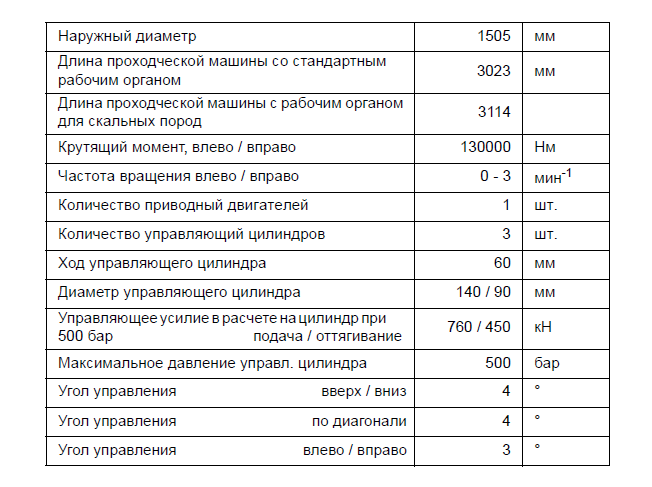 Наружный диаметр 1505 мм
Длина проходческой машины со стандартным
рабочим органом 3023 мм
Длина проходческой машины с рабочим органом
для скальных пород 3114
Крутящий момент, влево / вправо 130000 Нм
Частота вращения влево / вправо 0 - 3 мин-1
Количество приводный двигателей 1 шт.
Количество управляющий цилиндров 3 шт.
Ход управляющего цилиндра 60 мм
Диаметр управляющего цилиндра 140 / 90 мм
Управляющее усилие в расчете на цилиндр при
500 бар подача / оттягивание 760 / 450 кН
Максимальное давление управл. цилиндра 500 бар
Угол управления вверх / вниз 4 °
Угол управления по диагонали 4 °
Угол управления влево / вправо 3 °